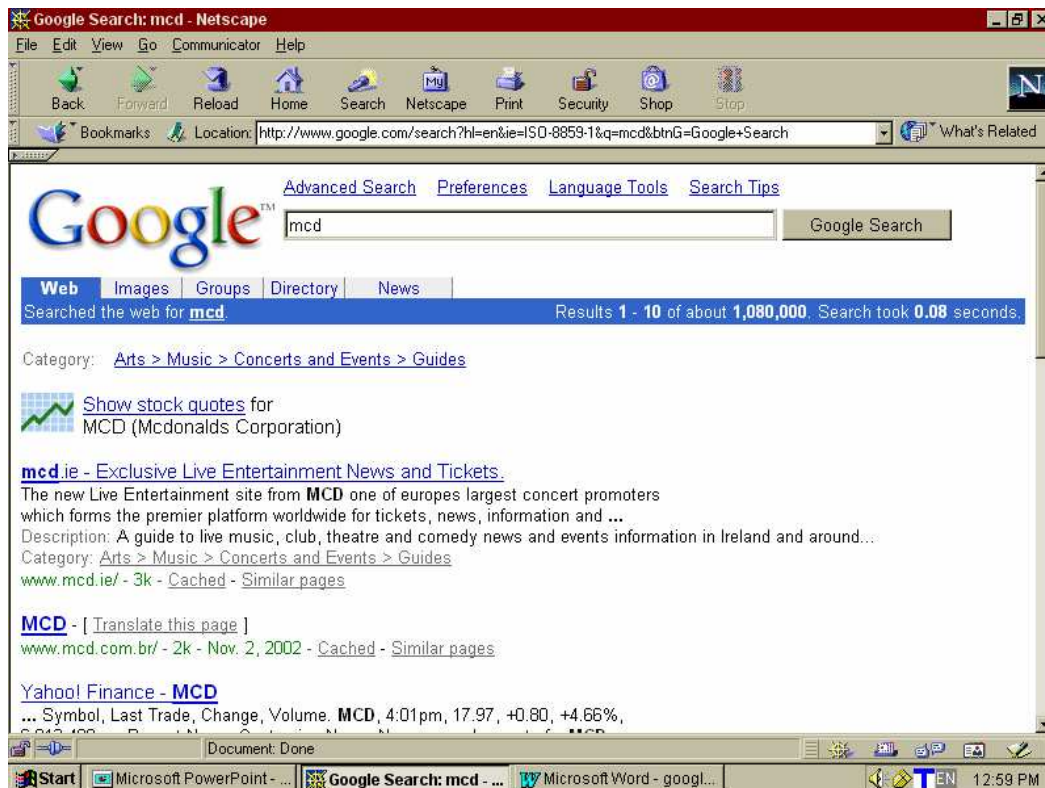 Google Search: mcd - Netscape
File Edit View Go Communicator Help
Back Forward Reload Home Search Netscape Print Security Shop Stop
My
N
Bookmarks Location: http://www.google.com/search?hl=en&ie=ISO-8859-1&q=mcd&btnG=Google+Search What's Related
Advanced Search Preferences Language Tools Search Tips
Google™
mcd Google Search
Web Images Groups Directory News
Searched the web for mcd. Results 1 - 10 of about 1,080,000. Search took 0.08 seconds.
Category: Arts > Music > Concerts and Events > Guides
Show stock quotes for
MCD (Mcdonalds Corporation)
mcd.ie - Exclusive Live Entertainment News and Tickets.
The new Live Entertainment site from MCD one of europes largest concert promoters
which forms the premier platform worldwide for tickets, news, information and ...
Description: A guide to live music, club, theatre and comedy news and events information in Ireland and around...
Category: Arts > Music > Concerts and Events > Guides
www.mcd.ie/ - 3k - Cached - Similar pages
MCD - [ Translate this page ]
www.mcd.com.br/ - 2k - Nov. 2, 2002 - Cached - Similar pages
Yahoo! Finance - MCD
... Symbol, Last Trade, Change, Volume. MCD, 4:01pm, 17.97, +0.80, +4.66%,
Document: Done
Start Microsoft PowerPoint - ... Google Search: mcd - ... Microsoft Word - googl... EN 12:59 PM